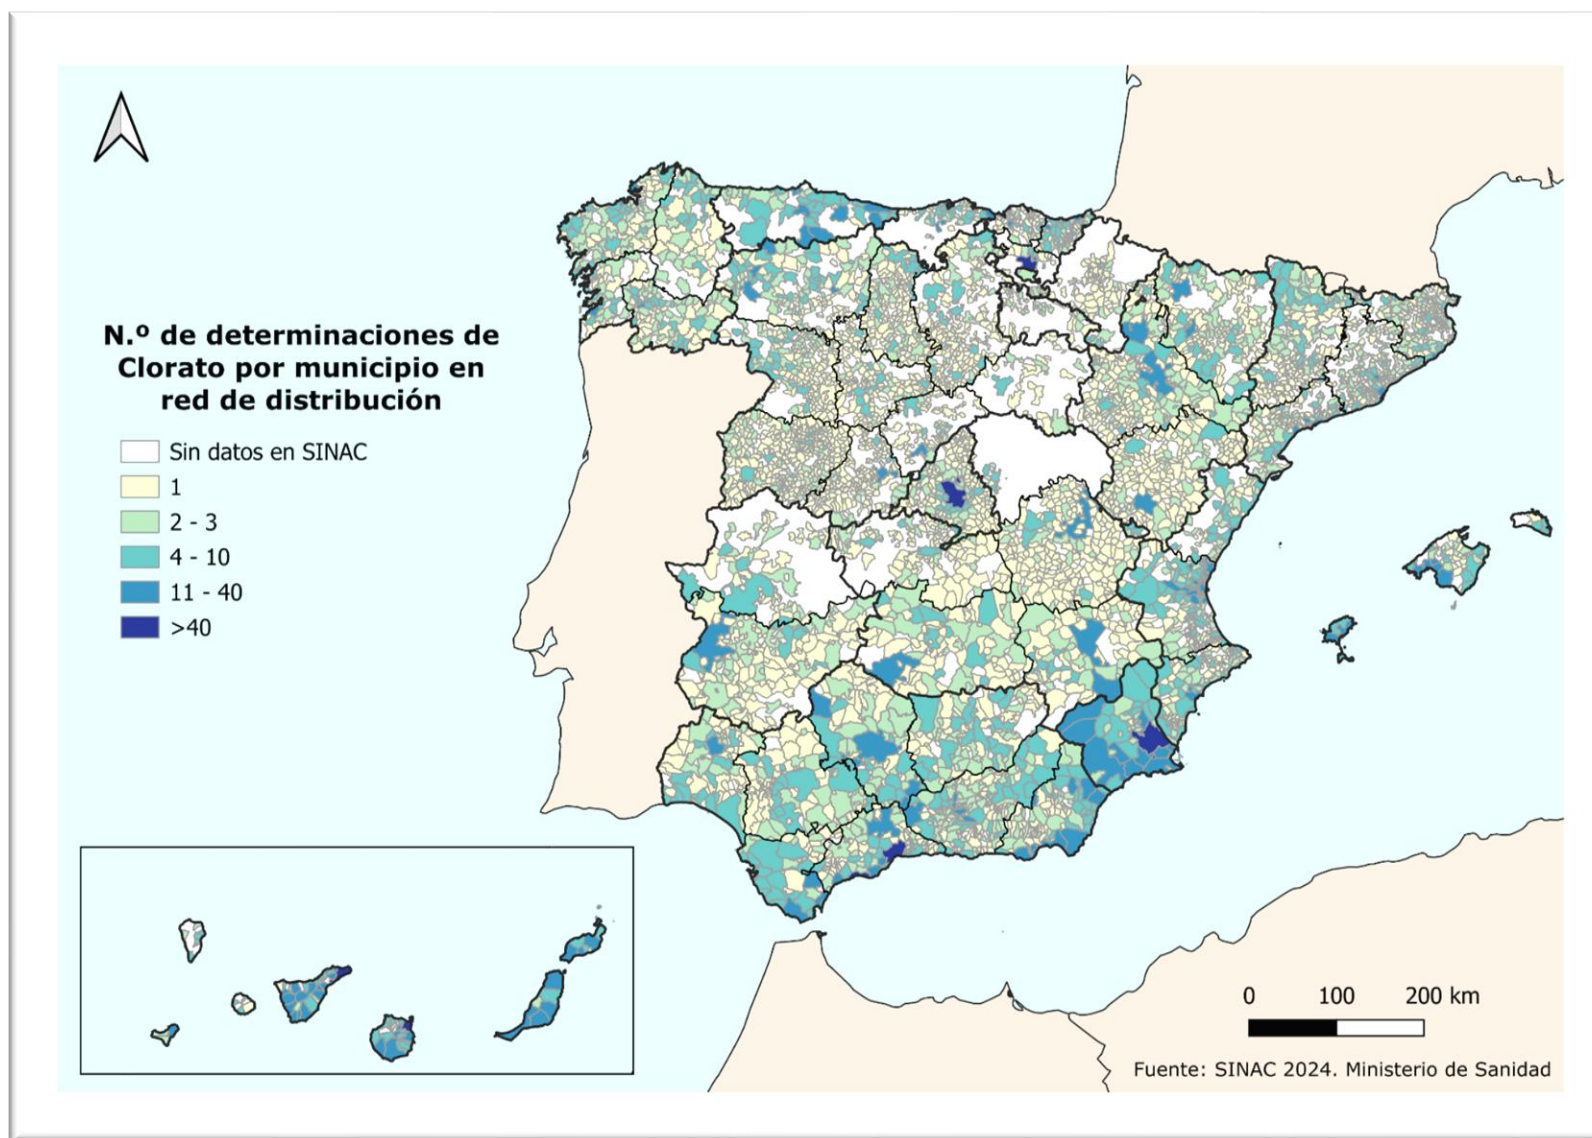 N.º de determinaciones de
Clorato por municipio en
red de distribución
Sin datos en SINAC
1
2 - 3
4 - 10
11 - 40
>40
0 100 200 km
Fuente: SINAC 2024. Ministerio de Sanidad